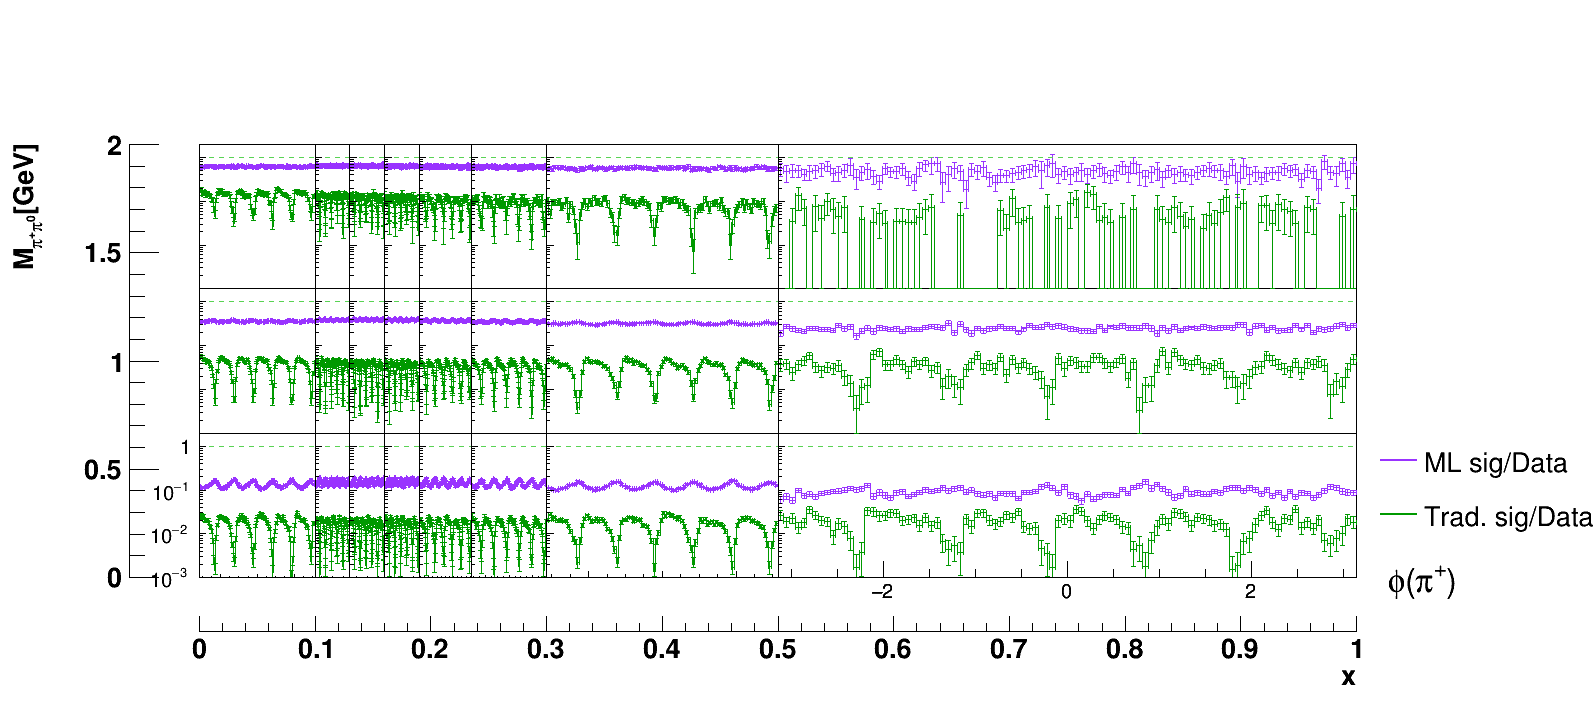 M_{π⁺π⁰}[GeV]
2
1.5
1
0.5
0
1
10⁻¹
10⁻²
10⁻³
−2 0 2
ϕ(π⁺)
0 0.1 0.2 0.3 0.4 0.5 0.6 0.7 0.8 0.9 1
x
ML sig/Data
Trad. sig/Data